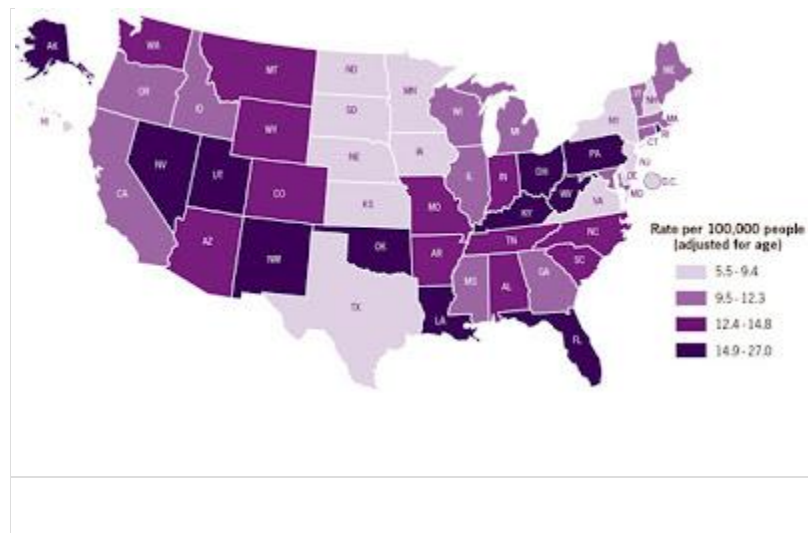 AK
WA
MT
ND
MN
ME
OR
ID
SD
WI
VT
NH
WY
MI
NY
MA
RI
CT
HI
NV
UT
NE
IA
PA
NJ
CA
CO
KS
IL
IN
OH
DE
MD
D.C.
WV
VA
MO
KY
AZ
NM
OK
AR
TN
NC
SC
MS
AL
GA
TX
LA
FL
Rate per 100,000 people
(adjusted for age)
5.5-9.4
9.5-12.3
12.4-14.8
14.9-27.0